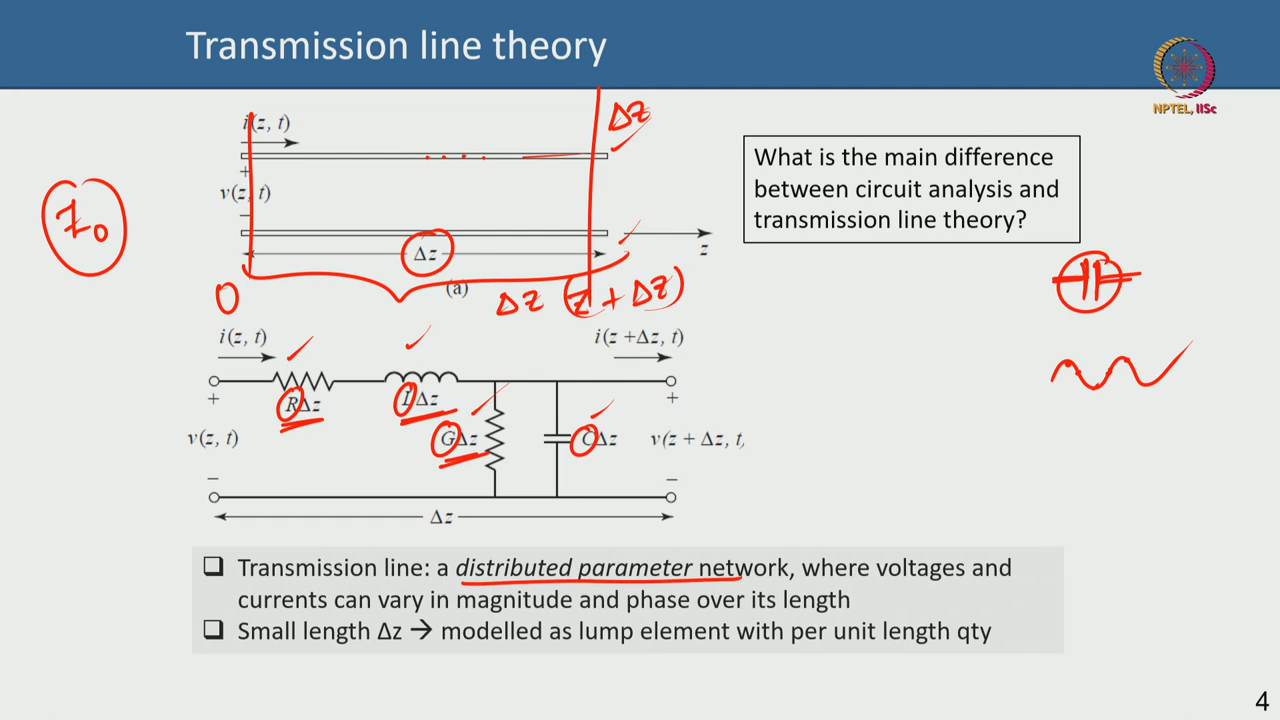 Transmission line theory
NPTEL, IISc
i(z, t)
Δz
+
v(z, t)
−
Z₀
Δz
z
(a)
0
Δz (z + Δz)
What is the main difference
between circuit analysis and
transmission line theory?
i(z, t)
i(z +Δz, t)
RΔz
LΔz
+
+
v(z, t)
GΔz
CΔz
v(z + Δz, t)
−
−
Δz
❑ Transmission line: a distributed parameter network, where voltages and
currents can vary in magnitude and phase over its length
❑ Small length Δz → modelled as lump element with per unit length qty
4